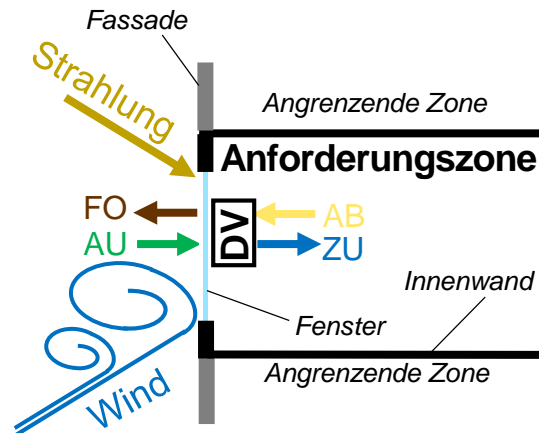 Fassade
Strahlung
Angrenzende Zone
Anforderungszone
FO
AB
DV
AU
ZU
Innenwand
Fenster
Wind
Angrenzende Zone